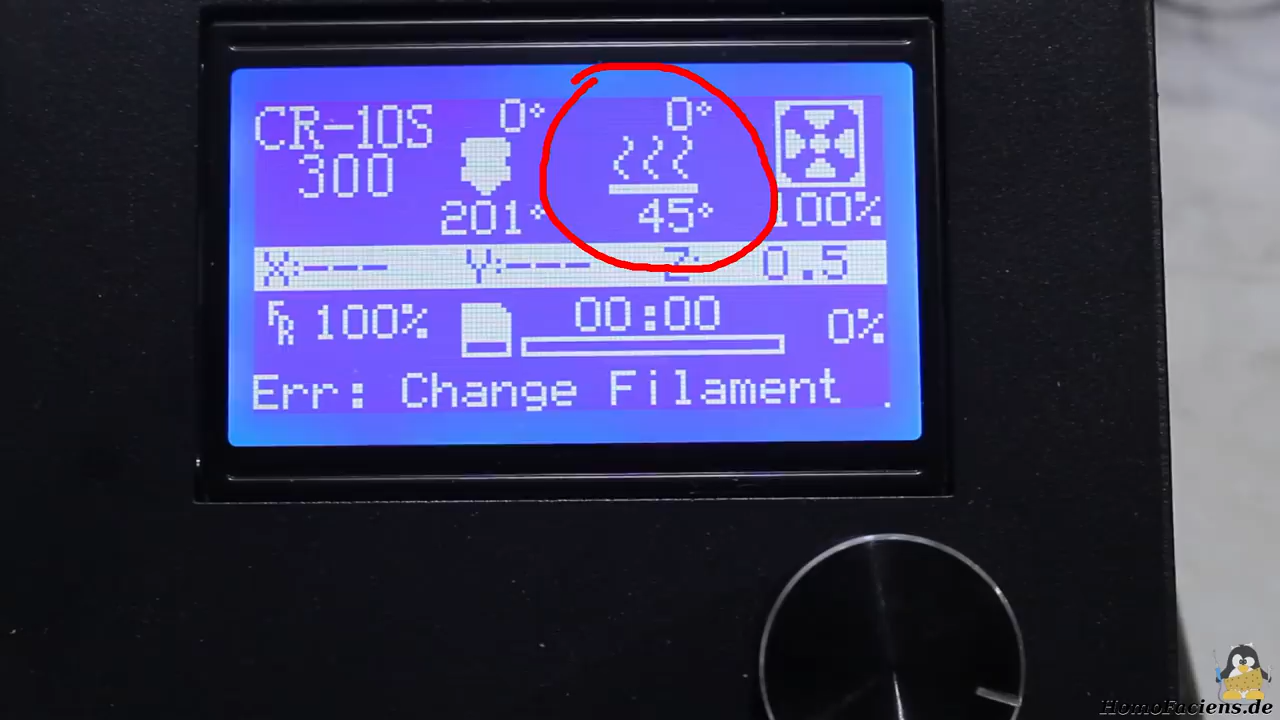 CR-10S 0° 0°
300
201° 45° 100%
X:--- Y:--- Z: 0.5
FR 100% 00:00 0%
Err: Change Filament .
HomoFaciens.de